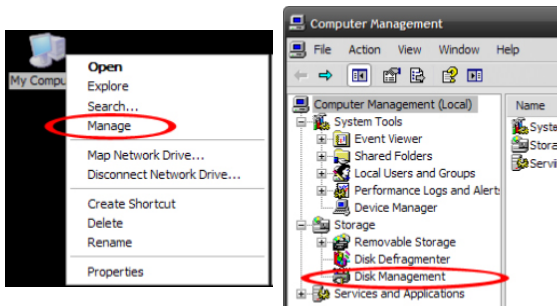 My Compu
Open
Explore
Search...
Manage
Map Network Drive...
Disconnect Network Drive...
Create Shortcut
Delete
Rename
Properties
Computer Management
File Action View Window Help
Computer Management (Local)
System Tools
Event Viewer
Shared Folders
Local Users and Groups
Performance Logs and Alert
Device Manager
Storage
Removable Storage
Disk Defragmenter
Disk Management
Services and Applications
Name
Syste
Stora
Servi